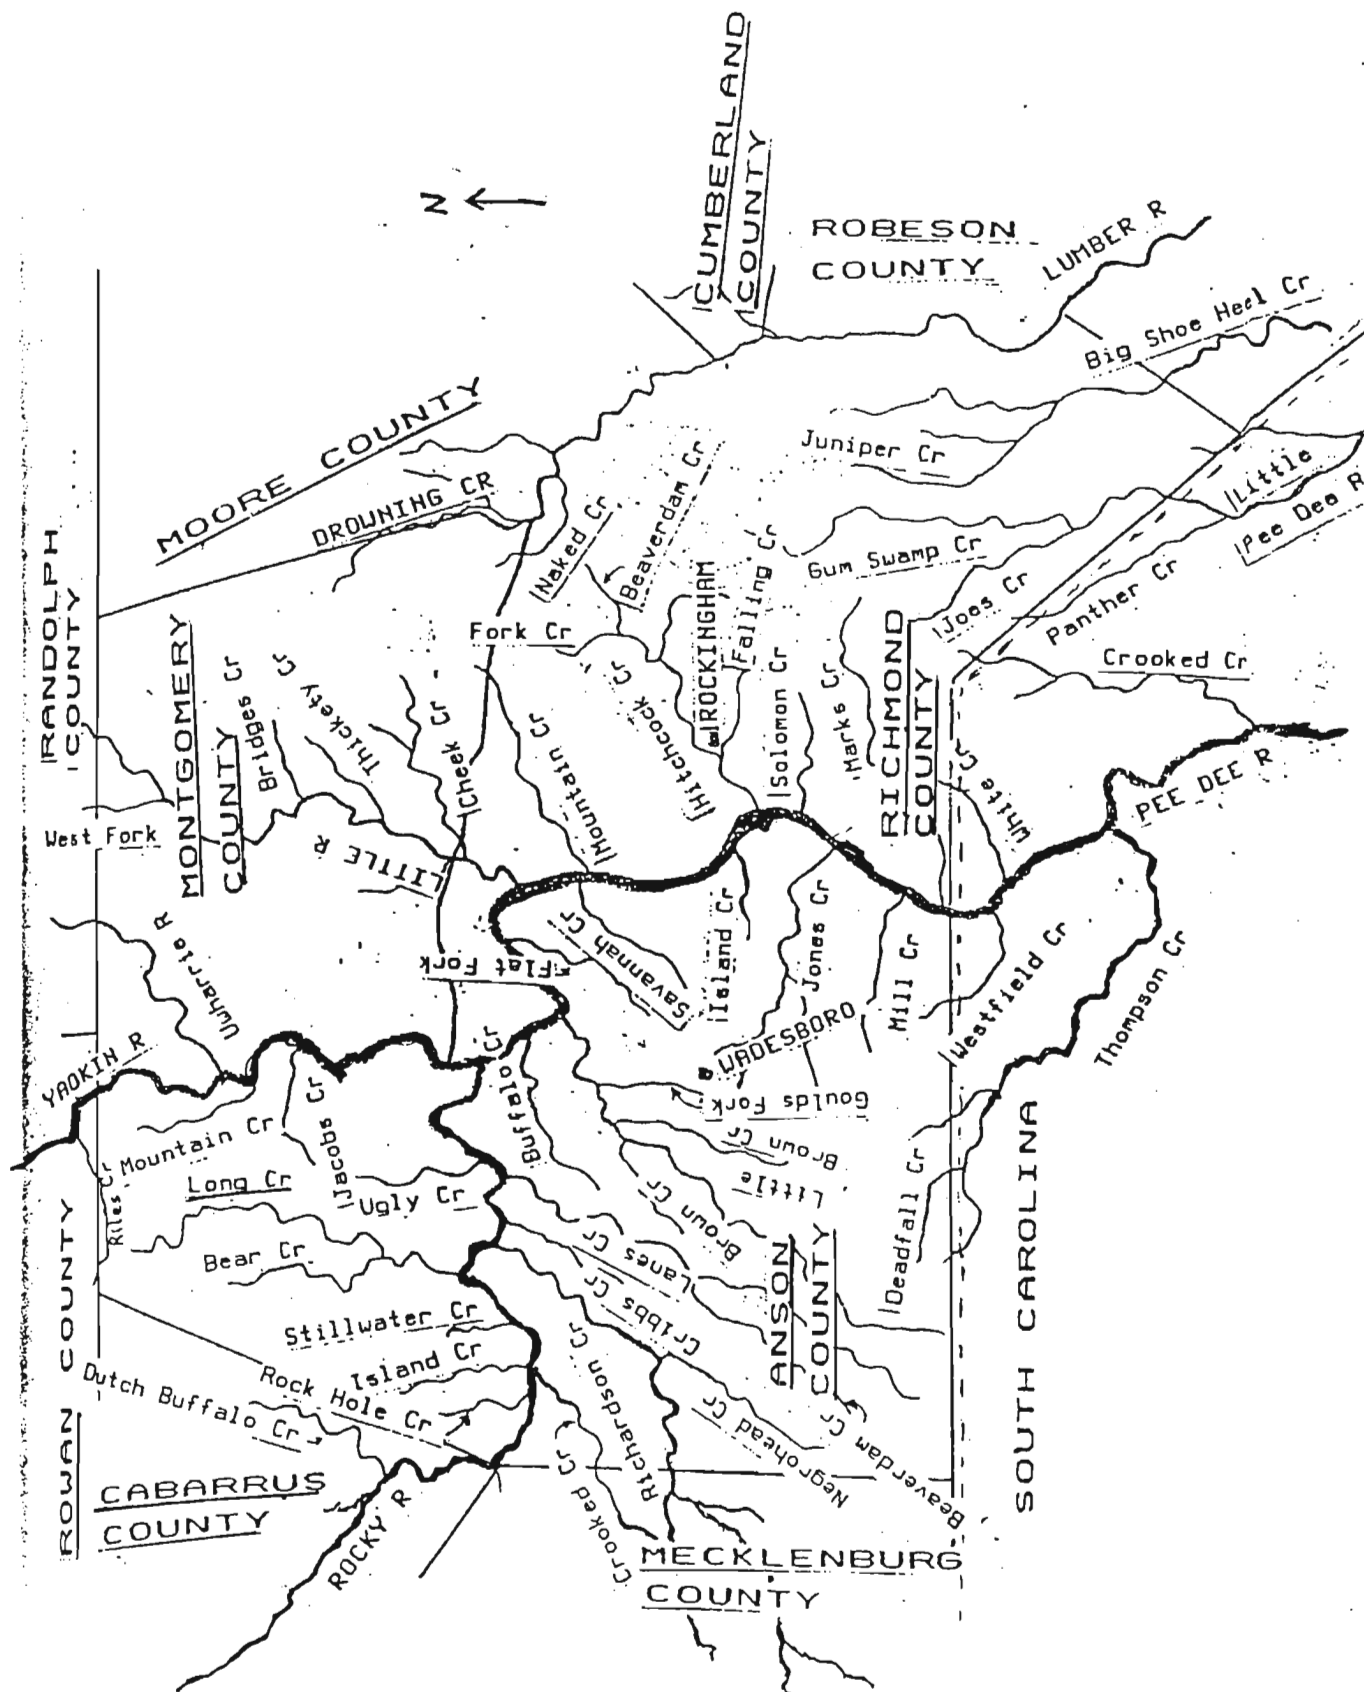 CUMBERLAND
COUNTY
N
ROBESON
COUNTY
LUMBER R
Big Shoe Heel Cr
MOORE COUNTY
DROWNING CR
Juniper Cr
Little
Pee Dee R
Naked Cr
Beaverdam Cr
RANDOLPH
COUNTY
Gum Swamp Cr
Joes Cr
Panther Cr
Crooked Cr
Fork Cr
ROCKINGHAM
Falling Cr
MONTGOMERY
COUNTY
Bridges Cr
Thickety Cr
Cheek Cr
Mountain Cr
Hitchcock Cr
Solomon Cr
Marks Cr
RICHMOND
COUNTY
White Cr
PEE DEE R
West Fork
LITTLE R
Uwharrie R
Flat Fork
Savannah Cr
Island Cr
Jones Cr
Mill Cr
Westfield Cr
Thompson Cr
WADESBORO
YADKIN R
Buffalo Cr
Goulds Fork
Mountain Cr
Jacobs Cr
Brown Cr
Little
Riles Cr
Long Cr
Ugly Cr
Brown Cr
Bear Cr
Lanes Cr
Cribbs Cr
ANSON
COUNTY
Deadfall Cr
SOUTH CAROLINA
ROWAN COUNTY
Stillwater Cr
Island Cr
Rock Hole Cr
Dutch Buffalo Cr
Richardson Cr
Negrohead Cr
Beaverdam Cr
Crooked Cr
CABARRUS
COUNTY
ROCKY R
MECKLENBURG
COUNTY